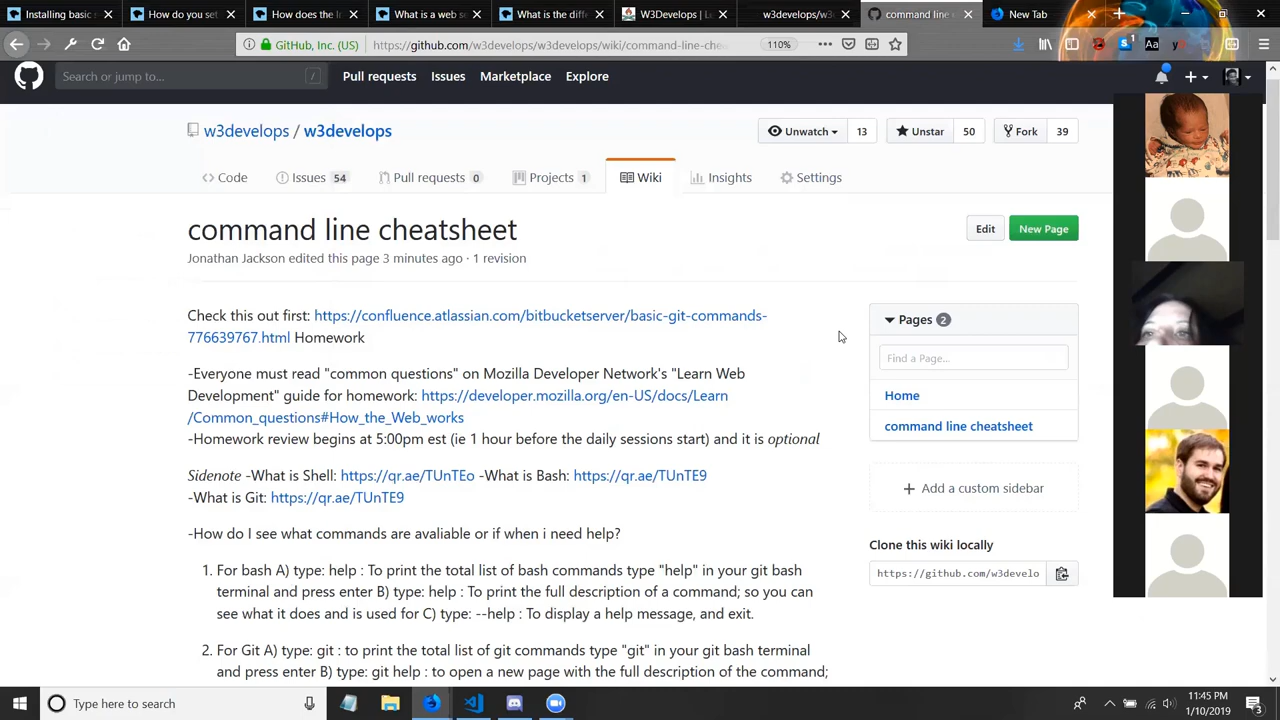 Installing basic
How do you set
How does the I
What is a web s
What is the diff
W3Develops | L
w3develops/w3
command line
New Tab
GitHub, Inc. (US)
https://github.com/w3develops/w3develops/wiki/command-line-che
110%
Search or jump to...
/
Pull requests
Issues
Marketplace
Explore
w3develops / w3develops
Unwatch
13
Unstar
50
Fork
39
Code
Issues 54
Pull requests 0
Projects 1
Wiki
Insights
Settings
command line cheatsheet
Edit
New Page
Jonathan Jackson edited this page 3 minutes ago · 1 revision
Check this out first: https://confluence.atlassian.com/bitbucketserver/basic-git-commands-
776639767.html Homework
-Everyone must read "common questions" on Mozilla Developer Network's "Learn Web
Development" guide for homework: https://developer.mozilla.org/en-US/docs/Learn
/Common_questions#How_the_Web_works
-Homework review begins at 5:00pm est (ie 1 hour before the daily sessions start) and it is optional
Sidenote -What is Shell: https://qr.ae/TUnTEo -What is Bash: https://qr.ae/TUnTE9
-What is Git: https://qr.ae/TUnTE9
-How do I see what commands are avaliable or if when i need help?
1. For bash A) type: help : To print the total list of bash commands type "help" in your git bash
terminal and press enter B) type: help : To print the full description of a command; so you can
see what it does and is used for C) type: --help : To display a help message, and exit.
2. For Git A) type: git : to print the total list of git commands type "git" in your git bash
terminal and press enter B) type: git help : to open a new page with the full description of the command;
Pages 2
Find a Page...
Home
command line cheatsheet
Add a custom sidebar
Clone this wiki locally
https://github.com/w3develo
Type here to search
11:45 PM
1/10/2019
3